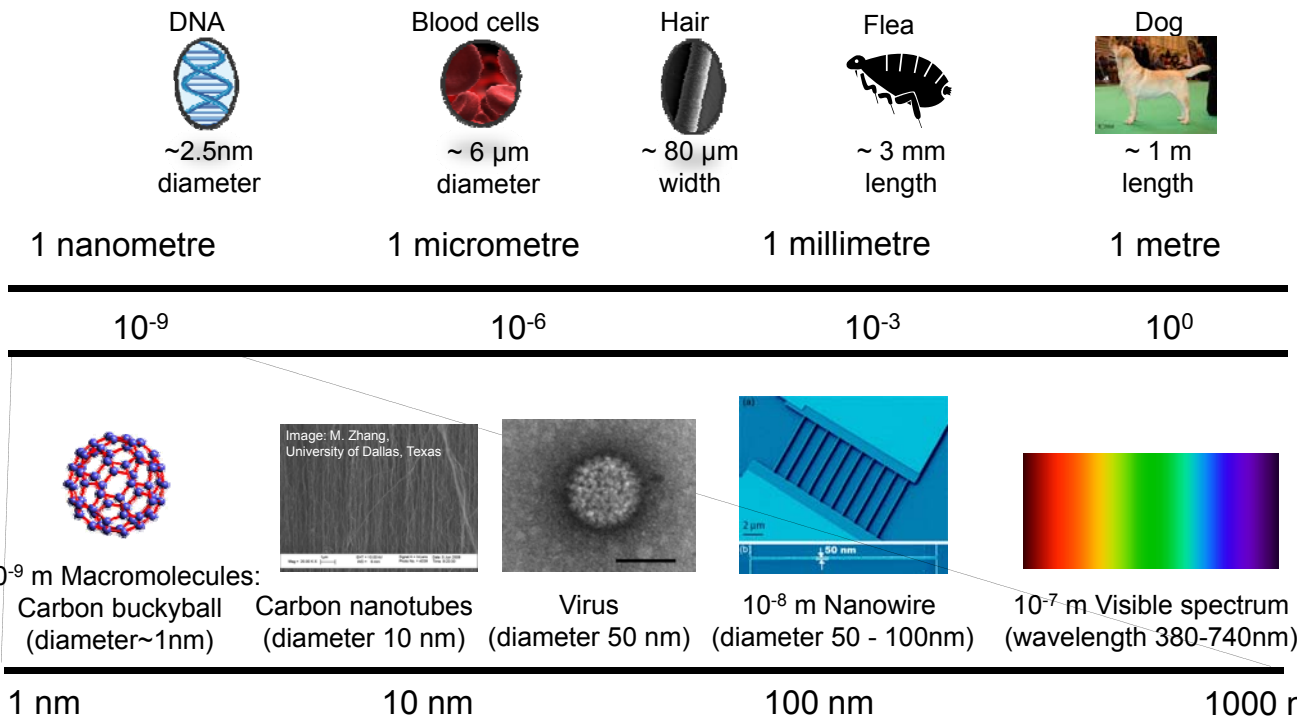 DNA
Blood cells
Hair
Flea
Dog
~2.5nm
diameter
~ 6 µm
diameter
~ 80 µm
width
~ 3 mm
length
~ 1 m
length
1 nanometre
1 micrometre
1 millimetre
1 metre
10-9
10-6
10-3
100
Image: M. Zhang,
University of Dallas, Texas
(a)
2 µm
(b)
50 nm
0-9 m Macromolecules:
Carbon buckyball
(diameter~1nm)
Carbon nanotubes
(diameter 10 nm)
Virus
(diameter 50 nm)
10-8 m Nanowire
(diameter 50 - 100nm)
10-7 m Visible spectrum
(wavelength 380-740nm)
1 nm
10 nm
100 nm
1000 n